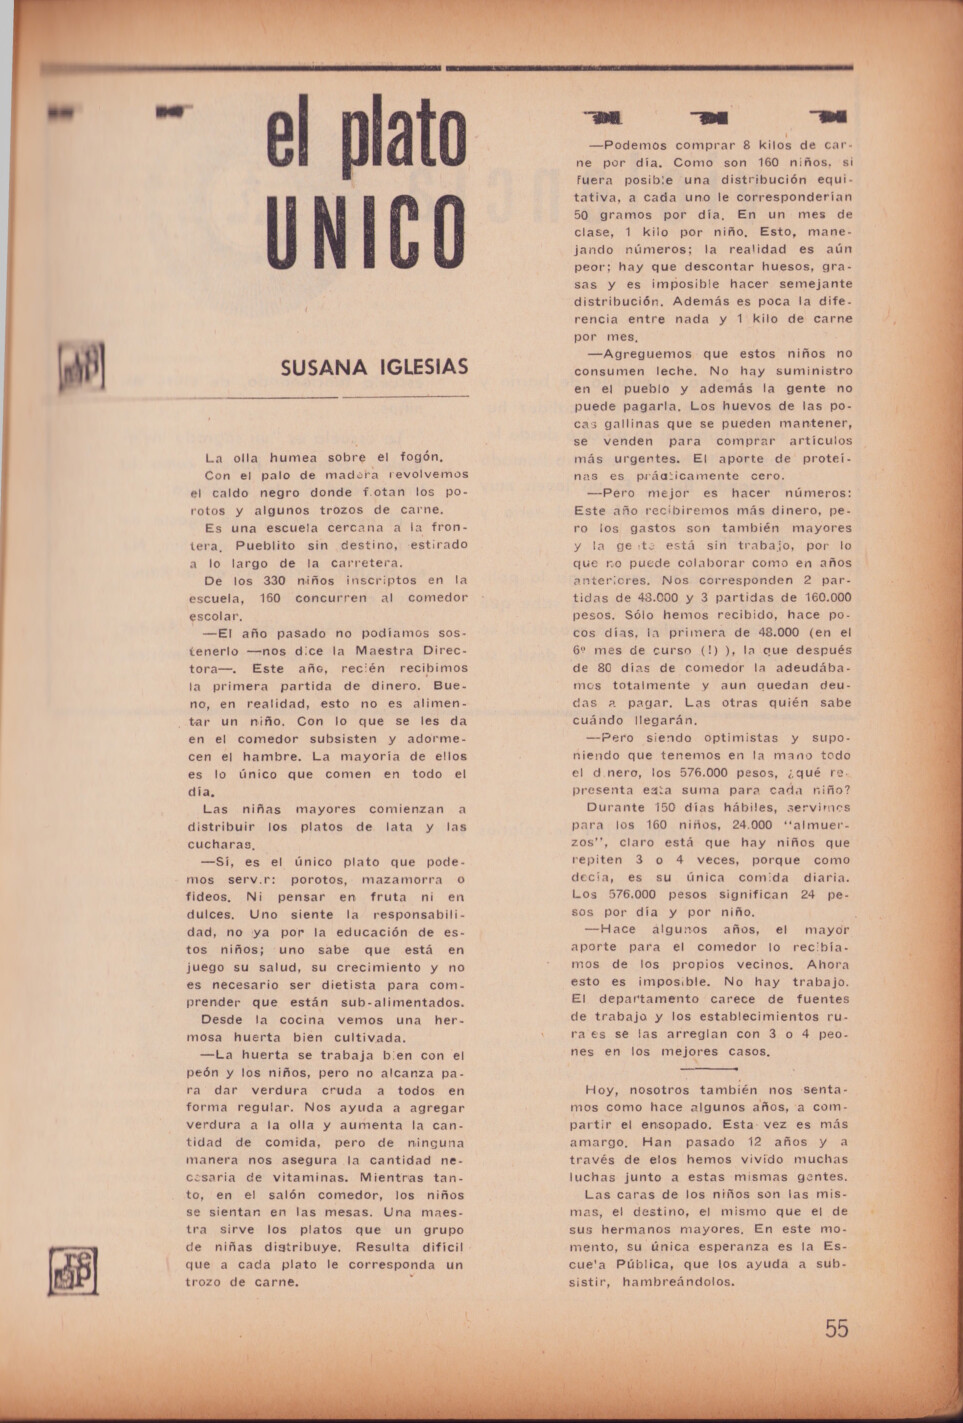 el plato
UNICO
SUSANA IGLESIAS
La olla humea sobre el fogón.
Con el palo de madera revolvemos
el caldo negro donde flotan los po-
rotos y algunos trozos de carne.
Es una escuela cercana a la fron-
tera. Pueblito sin destino, estirado
a lo largo de la carretera.
De los 330 niños inscriptos en la
escuela, 160 concurren al comedor
escolar.
—El año pasado no podíamos sos-
tenerlo —nos dice la Maestra Direc-
tora—. Este año, recién recibimos
la primera partida de dinero. Bue-
no, en realidad, esto no es alimen-
tar un niño. Con lo que se les da
en el comedor subsisten y adorme-
cen el hambre. La mayoría de ellos
es lo único que comen en todo el
día.
Las niñas mayores comienzan a
distribuir los platos de lata y las
cucharas.
—Sí, es el único plato que pode-
mos servir: porotos, mazamorra o
fideos. Ni pensar en fruta ni en
dulces. Uno siente la responsabili-
dad, no ya por la educación de es-
tos niños; uno sabe que está en
juego su salud, su crecimiento y no
es necesario ser dietista para com-
prender que están sub-alimentados.
Desde la cocina vemos una her-
mosa huerta bien cultivada.
—La huerta se trabaja bien con el
peón y los niños, pero no alcanza pa-
ra dar verdura cruda a todos en
forma regular. Nos ayuda a agregar
verdura a la olla y aumenta la can-
tidad de comida, pero de ninguna
manera nos asegura la cantidad ne-
cesaria de vitaminas. Mientras tan-
to, en el salón comedor, los niños
se sientan en las mesas. Una maes-
tra sirve los platos que un grupo
de niñas distribuye. Resulta difícil
que a cada plato le corresponda un
trozo de carne.
—Podemos comprar 8 kilos de car-
ne por día. Como son 160 niños, si
fuera posible una distribución equi-
tativa, a cada uno le corresponderían
50 gramos por día. En un mes de
clase, 1 kilo por niño. Esto, mane-
jando números; la realidad es aún
peor; hay que descontar huesos, gra-
sas y es imposible hacer semejante
distribución. Además es poca la dife-
rencia entre nada y 1 kilo de carne
por mes.
—Agreguemos que estos niños no
consumen leche. No hay suministro
en el pueblo y además la gente no
puede pagarla. Los huevos de las po-
cas gallinas que se pueden mantener,
se venden para comprar artículos
más urgentes. El aporte de proteí-
nas es prácticamente cero.
—Pero mejor es hacer números:
Este año recibiremos más dinero, pe-
ro los gastos son también mayores
y la gente está sin trabajo, por lo
que no puede colaborar como en años
anteriores. Nos corresponden 2 par-
tidas de 48.000 y 3 partidas de 160.000
pesos. Sólo hemos recibido, hace po-
cos días, la primera de 48.000 (en el
6º mes de curso (!) ), la que después
de 80 días de comedor la adeudába-
mos totalmente y aun quedan deu-
das a pagar. Las otras quién sabe
cuándo llegarán.
—Pero siendo optimistas y supo-
niendo que tenemos en la mano todo
el dinero, los 576.000 pesos, ¿qué re-
presenta esta suma para cada niño?
Durante 150 días hábiles, servimos
para los 160 niños, 24.000 "almuer-
zos", claro está que hay niños que
repiten 3 o 4 veces, porque como
decía, es su única comida diaria.
Los 576.000 pesos significan 24 pe-
sos por día y por niño.
—Hace algunos años, el mayor
aporte para el comedor lo recibía-
mos de los propios vecinos. Ahora
esto es imposible. No hay trabajo.
El departamento carece de fuentes
de trabajo y los establecimientos ru-
rales se las arreglan con 3 o 4 peo-
nes en los mejores casos.
Hoy, nosotros también nos senta-
mos como hace algunos años, a com-
partir el ensopado. Esta vez es más
amargo. Han pasado 12 años y a
través de elos hemos vivido muchas
luchas junto a estas mismas gentes.
Las caras de los niños son las mis-
mas, el destino, el mismo que el de
sus hermanos mayores. En este mo-
mento, su única esperanza es la Es-
cuela Pública, que los ayuda a sub-
sistir, hambreándolos.
55